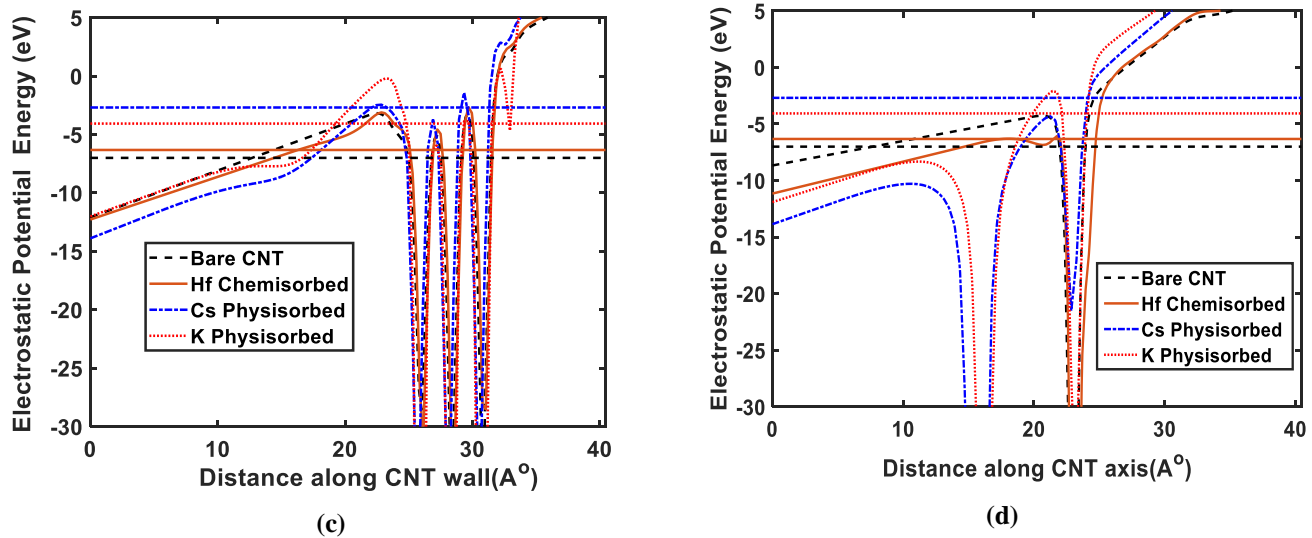 Electrostatic Potential Energy (eV)
5
0
-5
-10
-15
-20
-25
-30
Bare CNT
Hf Chemisorbed
Cs Physisorbed
K Physisorbed
0 10 20 30 40
Distance along CNT wall(A°)
(c)
Electrostatic Potential Energy (eV)
5
0
-5
-10
-15
-20
-25
-30
Bare CNT
Hf Chemisorbed
Cs Physisorbed
K Physisorbed
0 10 20 30 40
Distance along CNT axis(A°)
(d)